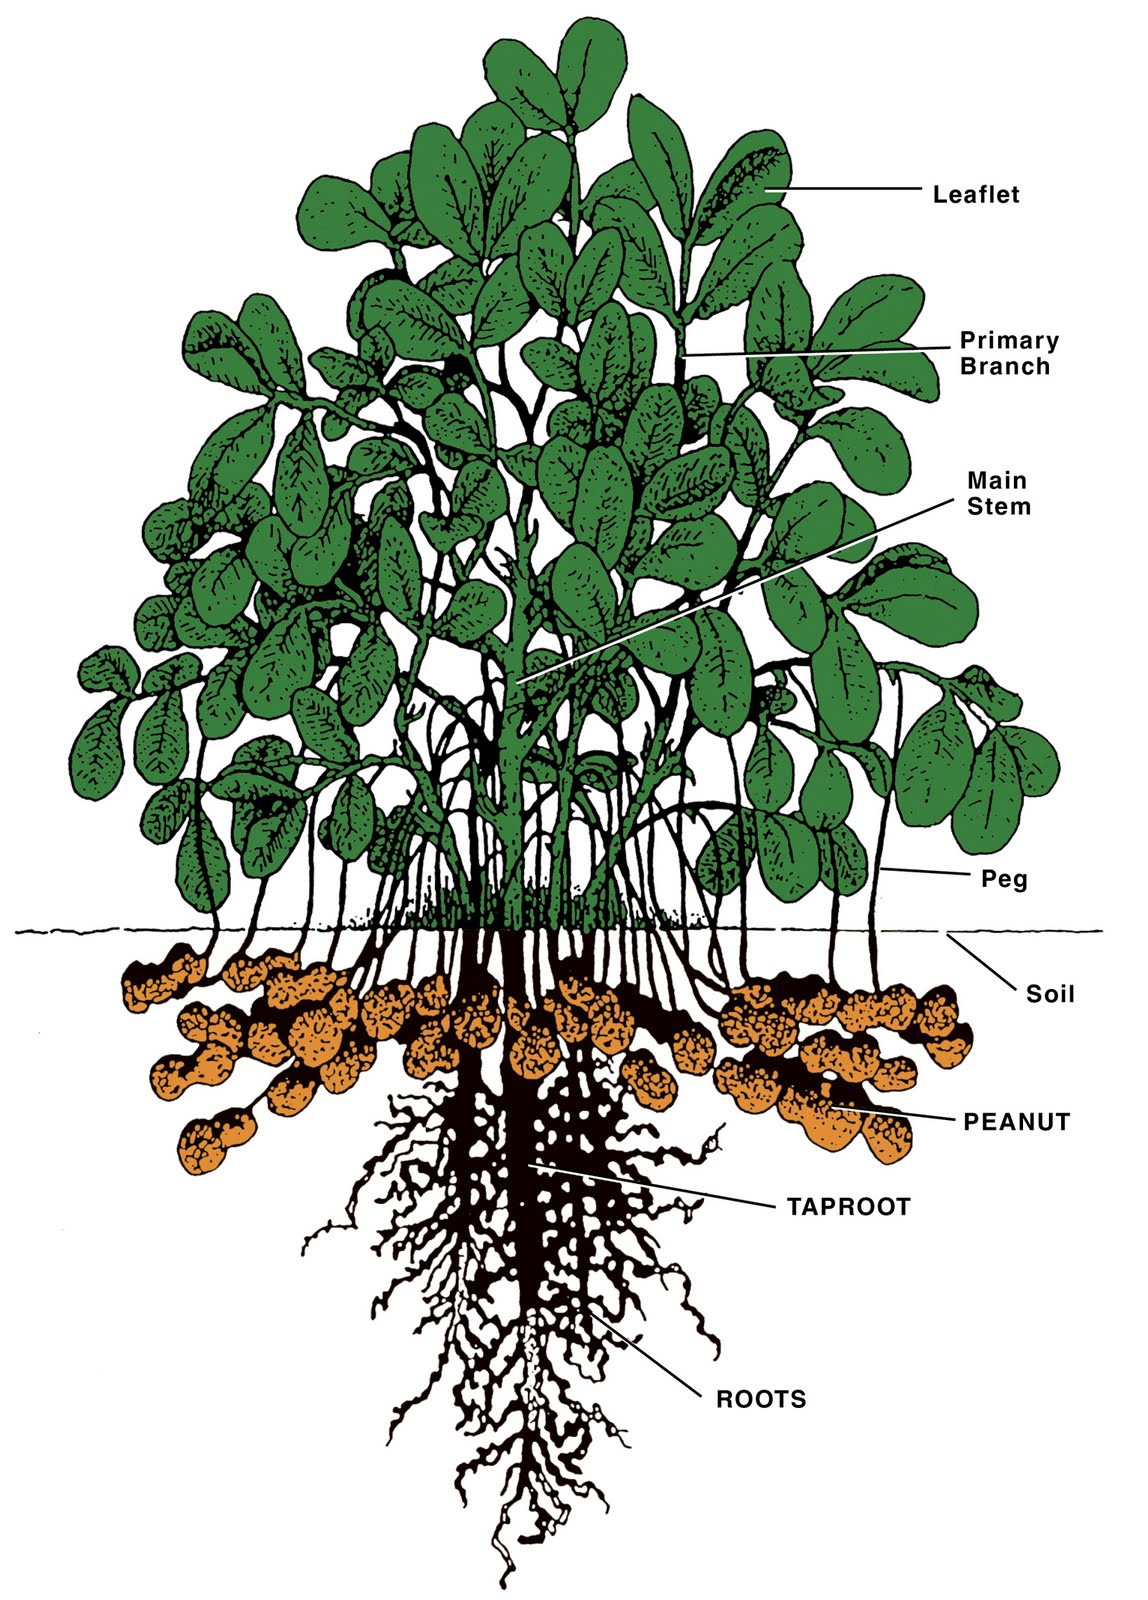 Leaflet
Primary
Branch
Main
Stem
Peg
Soil
PEANUT
TAPROOT
ROOTS